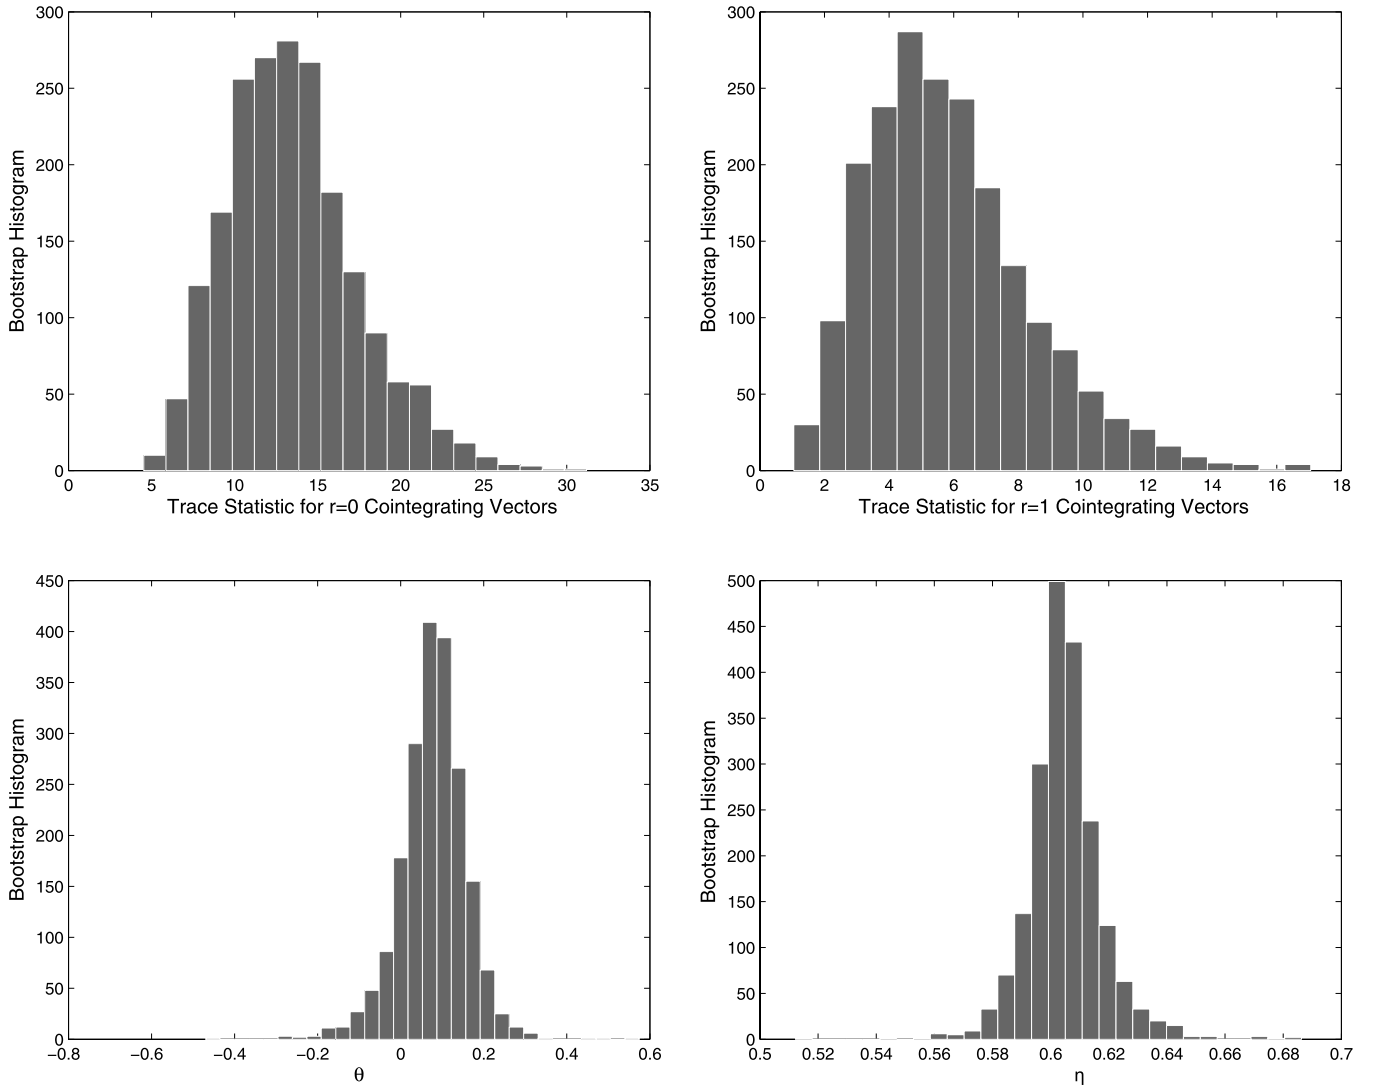 300
250
200
150
100
50
0
Bootstrap Histogram
0 5 10 15 20 25 30 35
Trace Statistic for r=0 Cointegrating Vectors
300
250
200
150
100
50
0
Bootstrap Histogram
0 2 4 6 8 10 12 14 16 18
Trace Statistic for r=1 Cointegrating Vectors
450
400
350
300
250
200
150
100
50
0
Bootstrap Histogram
−0.8 −0.6 −0.4 −0.2 0 0.2 0.4 0.6
θ
500
450
400
350
300
250
200
150
100
50
0
Bootstrap Histogram
0.5 0.52 0.54 0.56 0.58 0.6 0.62 0.64 0.66 0.68 0.7
η